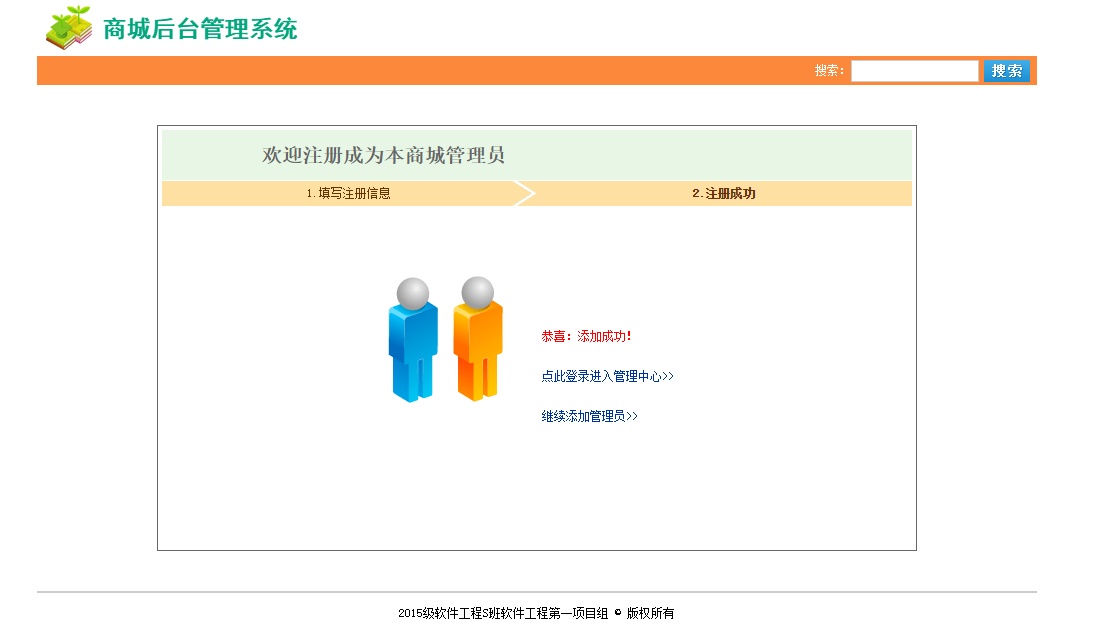 商城后台管理系统
搜索： 搜索
欢迎注册成为本商城管理员
1.填写注册信息 2.注册成功
恭喜：添加成功！
点此登录进入管理中心>>
继续添加管理员>>
2015级软件工程S班软件工程第一项目组 © 版权所有